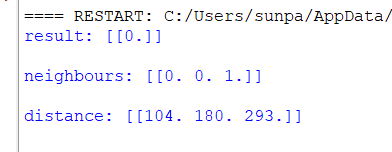 ==== RESTART: C:/Users/sunpa/AppData/
result: [[0.]]
neighbours: [[0. 0. 1.]]
distance: [[104. 180. 293.]]